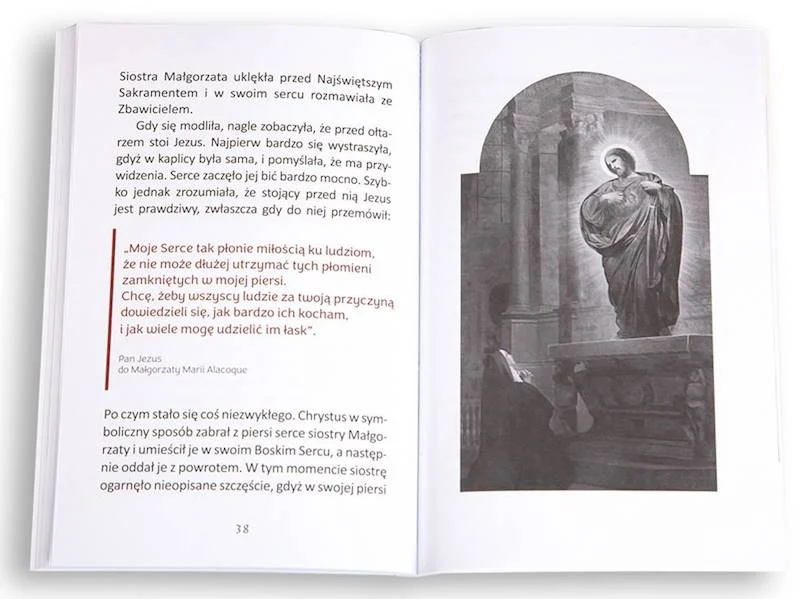 Siostra Małgorzata uklękła przed Najświętszym
Sakramentem i w swoim sercu rozmawiała ze
Zbawicielem.
Gdy się modliła, nagle zobaczyła, że przed ołta-
rzem stoi Jezus. Najpierw bardzo się wystraszyła,
gdyż w kaplicy była sama, i pomyślała, że ma przy-
widzenia. Serce zaczęło jej bić bardzo mocno. Szyb-
ko jednak zrozumiała, że stojący przed nią Jezus
jest prawdziwy, zwłaszcza gdy do niej przemówił:
„Moje Serce tak płonie miłością ku ludziom,
że nie może dłużej utrzymać tych płomieni
zamkniętych w mojej piersi.
Chcę, żeby wszyscy ludzie za twoją przyczyną
dowiedzieli się, jak bardzo ich kocham,
i jak wiele mogę udzielić im łask”.
Pan Jezus
do Małgorzaty Marii Alacoque
Po czym stało się coś niezwykłego. Chrystus w sym-
boliczny sposób zabrał z piersi serce siostry Małgo-
rzaty i umieścił je w swoim Boskim Sercu, a następ-
nie oddał je z powrotem. W tym momencie siostrę
ogarnęło nieopisane szczęście, gdyż w swojej piersi
38